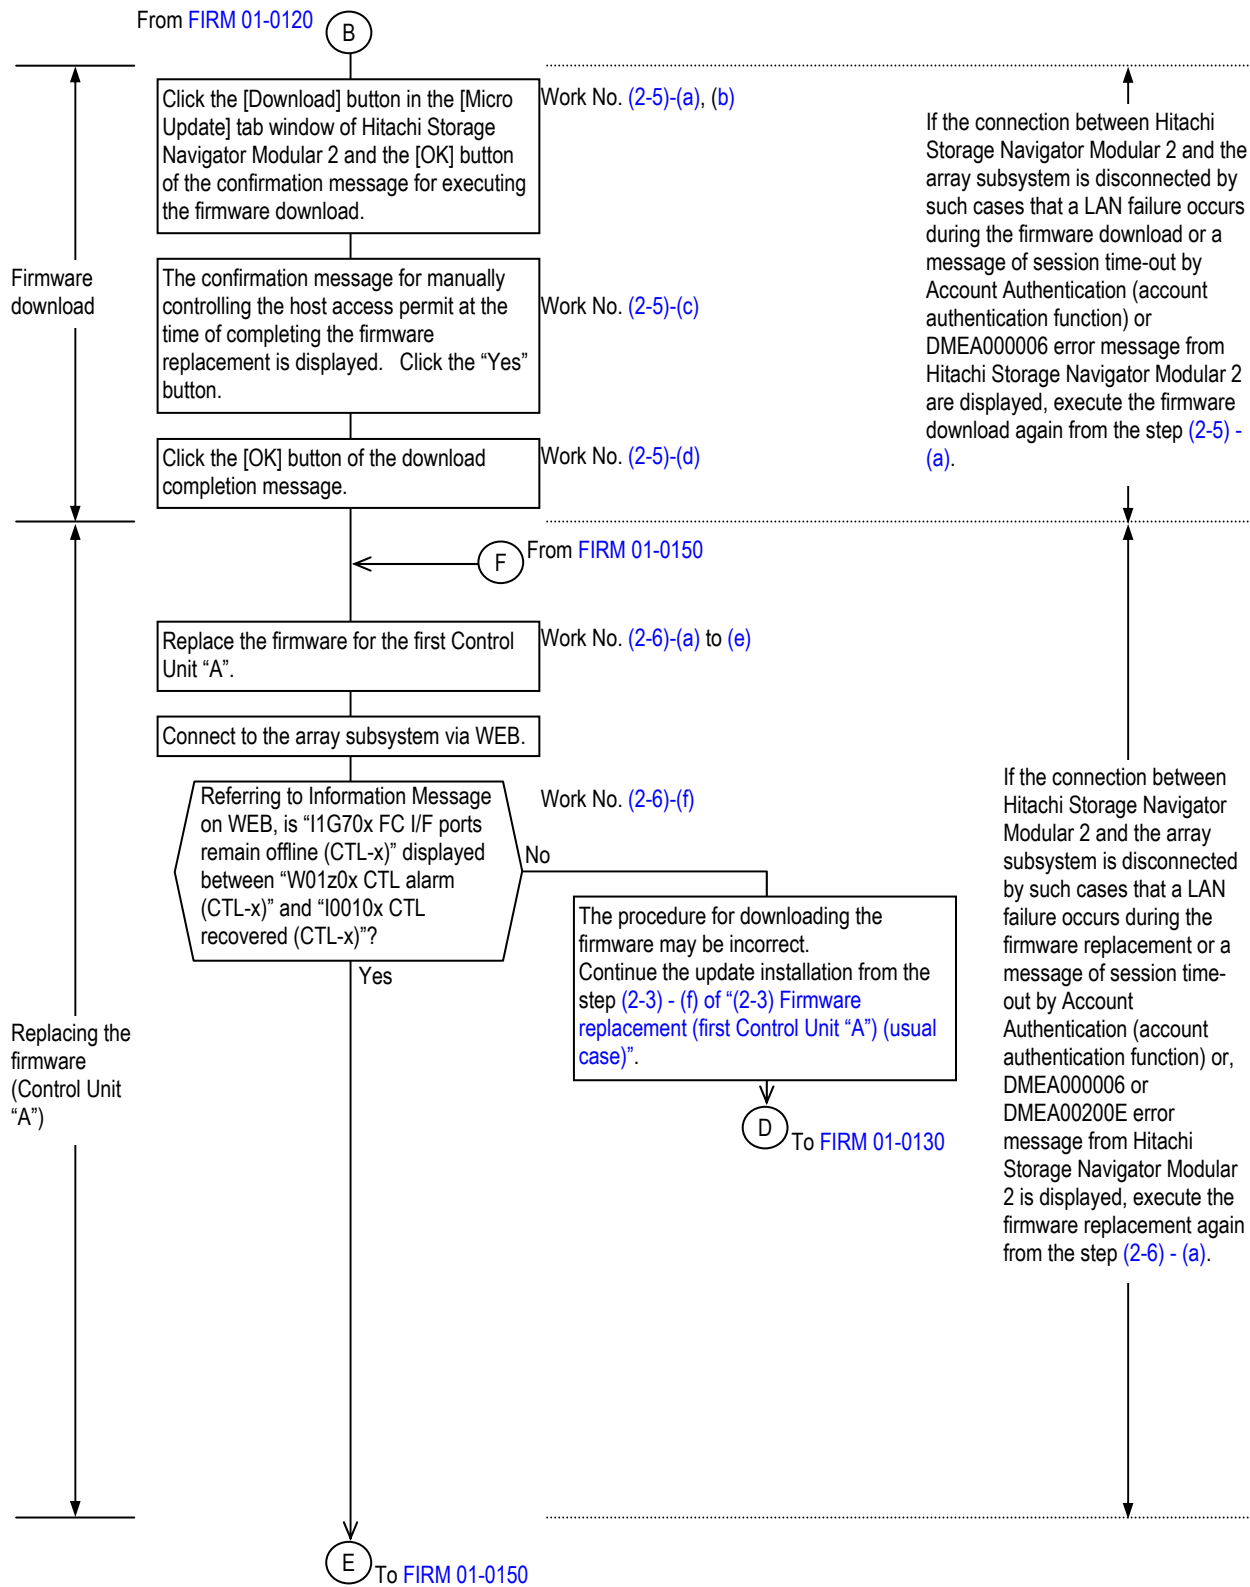 From FIRM 01-0120
B
Click the [Download] button in the [Micro
Update] tab window of Hitachi Storage
Navigator Modular 2 and the [OK] button
of the confirmation message for executing
the firmware download.
Work No. (2-5)-(a), (b)
If the connection between Hitachi
Storage Navigator Modular 2 and the
array subsystem is disconnected by
such cases that a LAN failure occurs
during the firmware download or a
message of session time-out by
Account Authentication (account
authentication function) or
DMEA000006 error message from
Hitachi Storage Navigator Modular 2
are displayed, execute the firmware
download again from the step (2-5) -
(a).
Firmware
download
The confirmation message for manually
controlling the host access permit at the
time of completing the firmware
replacement is displayed. Click the “Yes”
button.
Work No. (2-5)-(c)
Click the [OK] button of the download
completion message.
Work No. (2-5)-(d)
F
From FIRM 01-0150
Replace the firmware for the first Control
Unit “A”.
Work No. (2-6)-(a) to (e)
Connect to the array subsystem via WEB.
Referring to Information Message
on WEB, is “I1G70x FC I/F ports
remain offline (CTL-x)” displayed
between “W01z0x CTL alarm
(CTL-x)” and “I0010x CTL
recovered (CTL-x)”?
Work No. (2-6)-(f)
No
Yes
The procedure for downloading the
firmware may be incorrect.
Continue the update installation from the
step (2-3) - (f) of “(2-3) Firmware
replacement (first Control Unit “A”) (usual
case)”.
D
To FIRM 01-0130
Replacing the
firmware
(Control Unit
“A”)
If the connection between
Hitachi Storage Navigator
Modular 2 and the array
subsystem is disconnected
by such cases that a LAN
failure occurs during the
firmware replacement or a
message of session time-
out by Account
Authentication (account
authentication function) or,
DMEA000006 or
DMEA00200E error
message from Hitachi
Storage Navigator Modular
2 is displayed, execute the
firmware replacement again
from the step (2-6) - (a).
E
To FIRM 01-0150